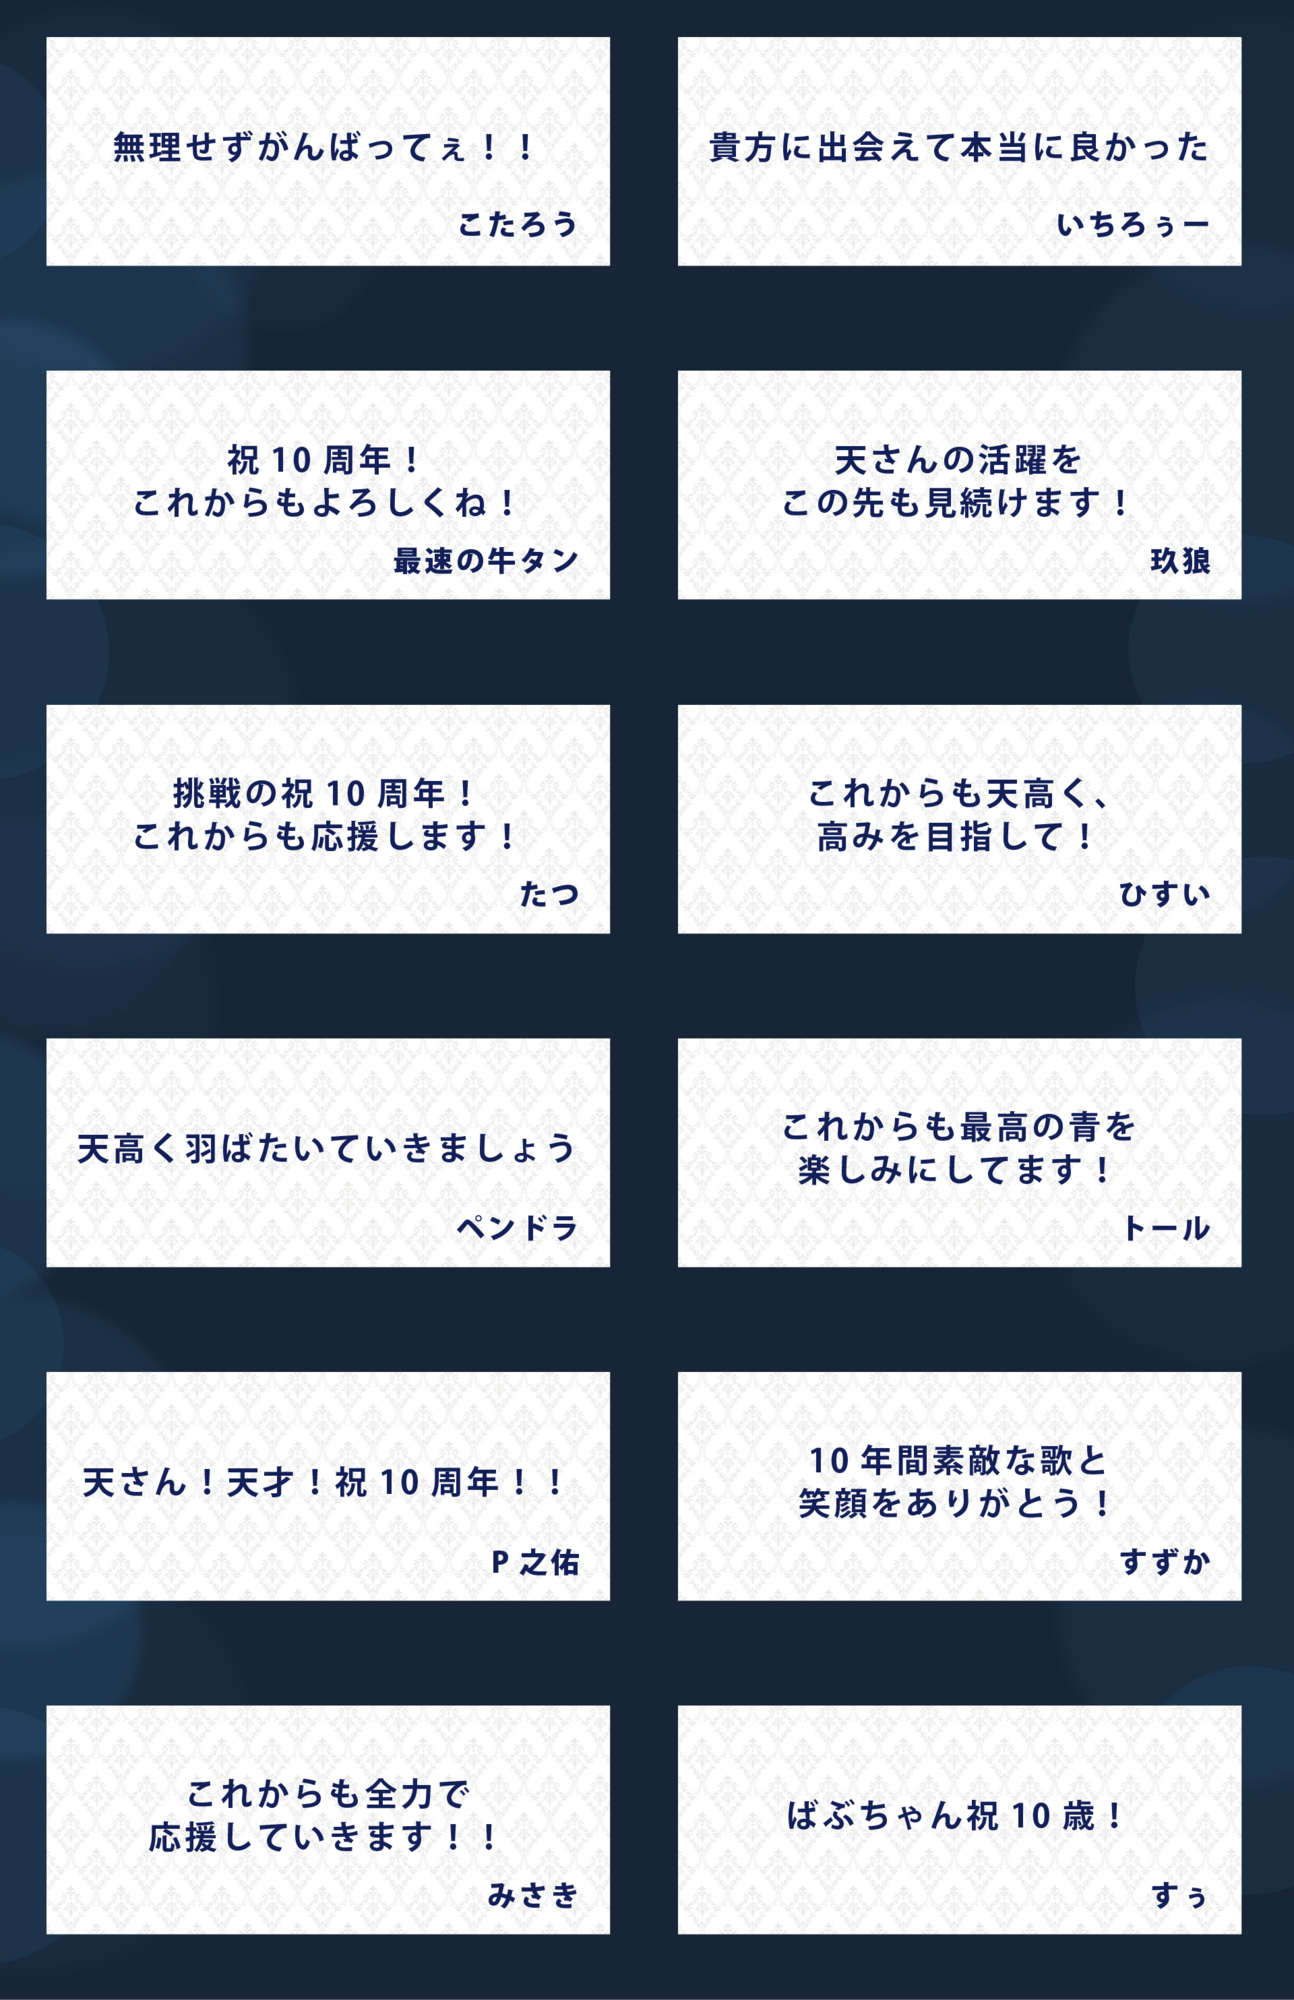 無理せずがんばってぇ！！
こたろう
貴方に出会えて本当に良かった
いちろぅー
祝 10 周年！
これからもよろしくね！
最速の牛タン
天さんの活躍を
この先も見続けます！
玖狼
挑戦の祝 10 周年！
これからも応援します！
たつ
これからも天高く、
高みを目指して！
ひすい
天高く羽ばたいていきましょう
ペンドラ
これからも最高の青を
楽しみにしてます！
トール
天さん！天才！祝 10 周年！！
P 之佑
10 年間素敵な歌と
笑顔をありがとう！
すずか
これからも全力で
応援していきます！！
みさき
ばぶちゃん祝 10 歳！
すぅ